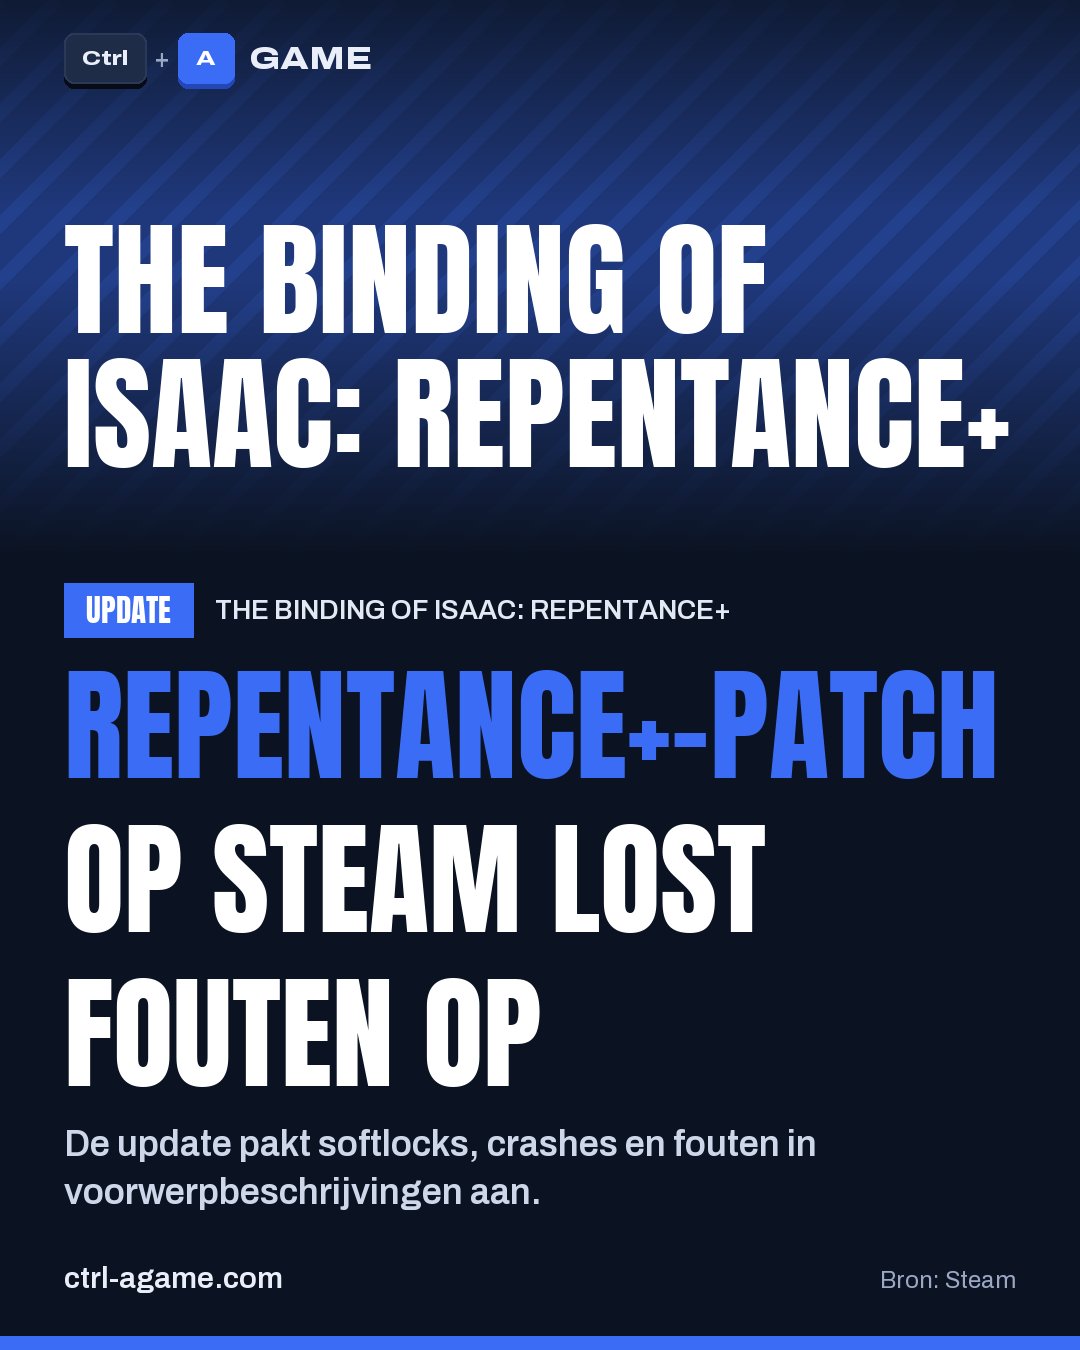 Ctrl + A GAME
THE BINDING OF
ISAAC: REPENTANCE+
UPDATE THE BINDING OF ISAAC: REPENTANCE+
REPENTANCE+-PATCH
OP STEAM LOST
FOUTEN OP
De update pakt softlocks, crashes en fouten in
voorwerpbeschrijvingen aan.
ctrl-agame.com Bron: Steam